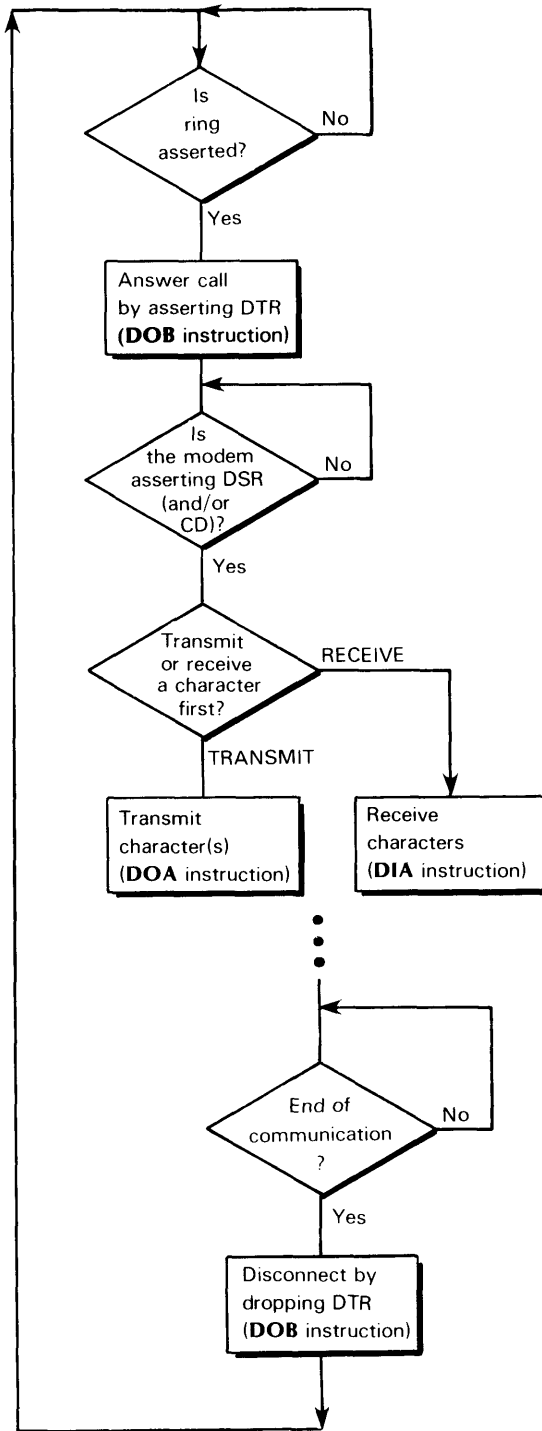 Is
ring
asserted?
No
Yes
Answer call
by asserting DTR
(DOB instruction)
Is
the modem
asserting DSR
(and/or
CD)?
No
Yes
Transmit
or receive
a character
first?
RECEIVE
TRANSMIT
Transmit
character(s)
(DOA instruction)
Receive
characters
(DIA instruction)
End of
communication
?
No
Yes
Disconnect by
dropping DTR
(DOB instruction)